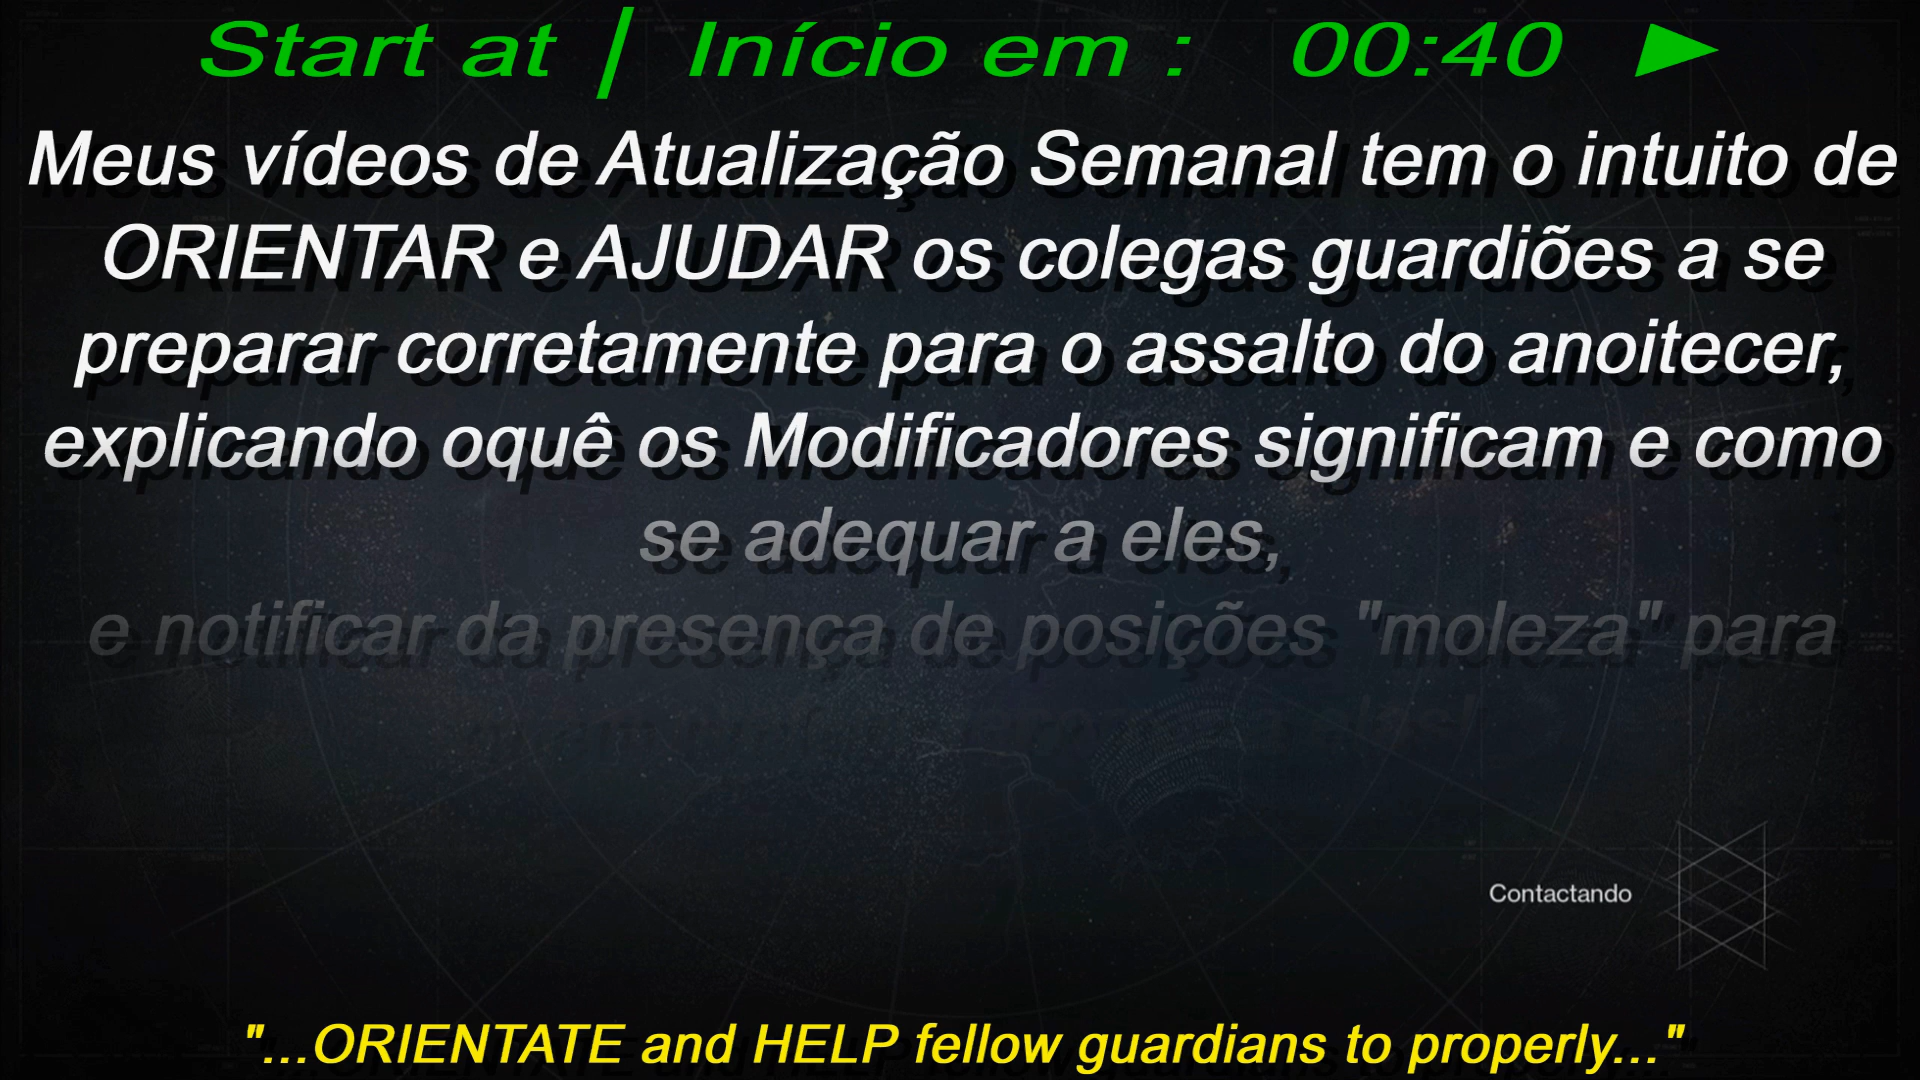 Start at | Início em : 00:40 ►
Meus vídeos de Atualização Semanal tem o intuito de
ORIENTAR e AJUDAR os colegas guardiões a se
preparar corretamente para o assalto do anoitecer,
explicando oquê os Modificadores significam e como
se adequar a eles,
e notificar da presença de posições "moleza" para
Contactando
"...ORIENTATE and HELP fellow guardians to properly..."